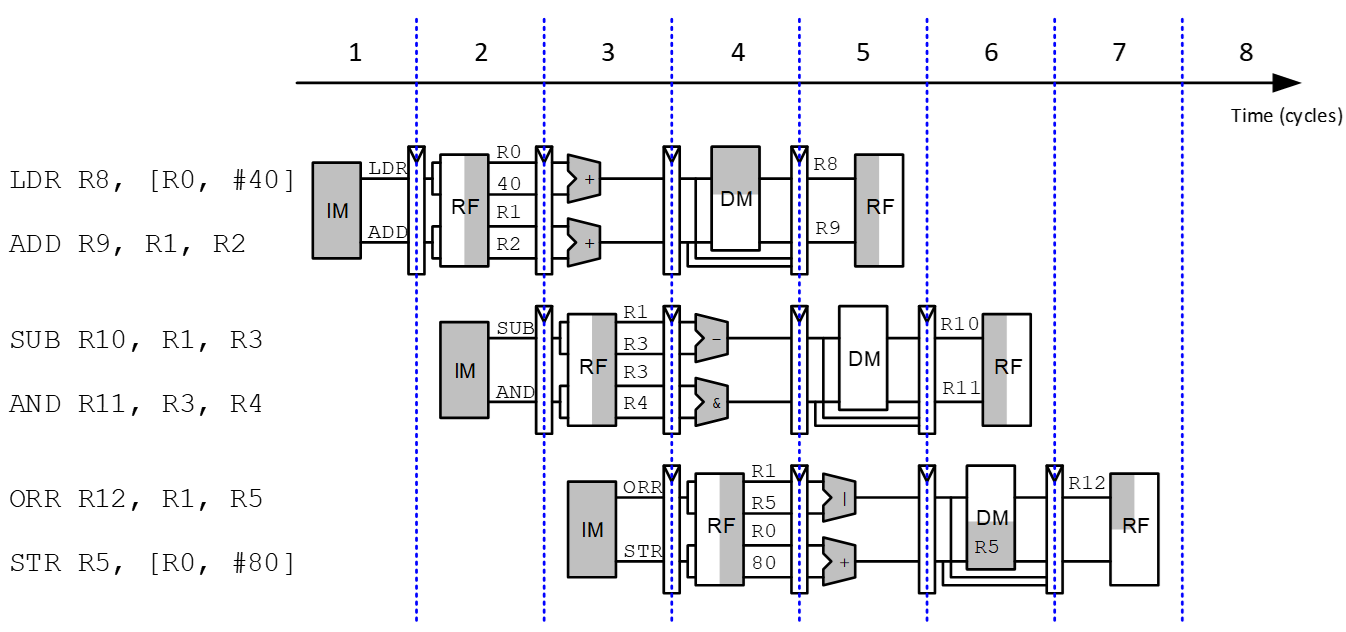 1 2 3 4 5 6 7 8
Time (cycles)
LDR R8, [R0, #40]
ADD R9, R1, R2
IM
LDR
ADD
RF
R0
40
R1
R2
+
+
DM
R8
R9
RF
SUB R10, R1, R3
AND R11, R3, R4
IM
SUB
AND
RF
R1
R3
R3
R4
-
&
DM
R10
R11
RF
ORR R12, R1, R5
STR R5, [R0, #80]
IM
ORR
STR
RF
R1
R5
R0
80
|
+
DM
R5
R12
RF